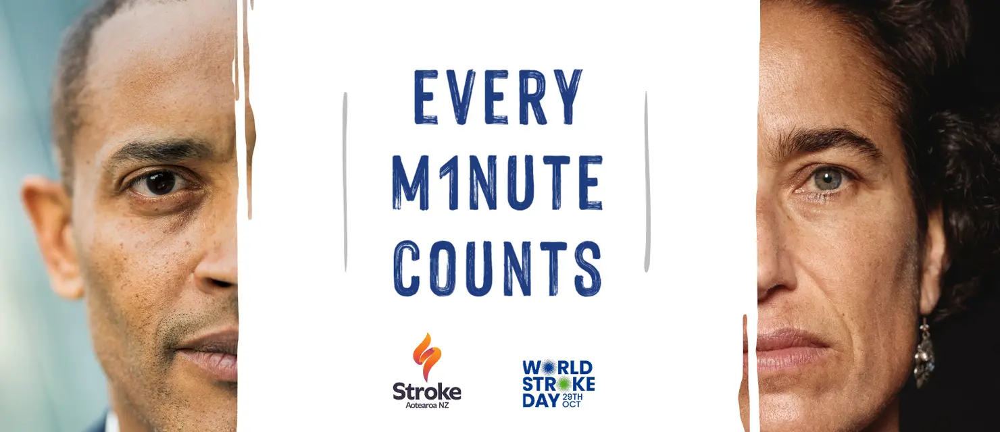 EVERY
M1NUTE
COUNTS
Stroke
Aotearoa NZ
WORLD
STROKE
DAY 29TH
OCT